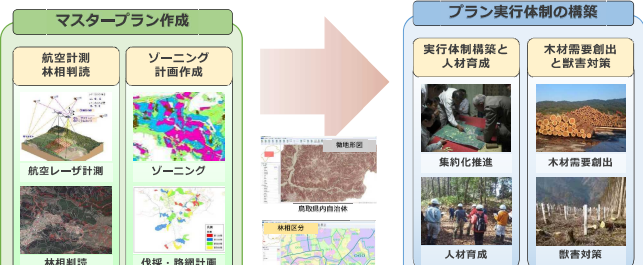 マスタープラン作成
航空計測
林相判読
ゾーニング
計画作成
航空レーザ計測
ゾーニング
林相判読
伐採・路網計画
微地形図
鳥取県内自治体
林相区分
プラン実行体制の構築
実行体制構築と
人材育成
木材需要創出
と獣害対策
集約化推進
木材需要創出
人材育成
獣害対策